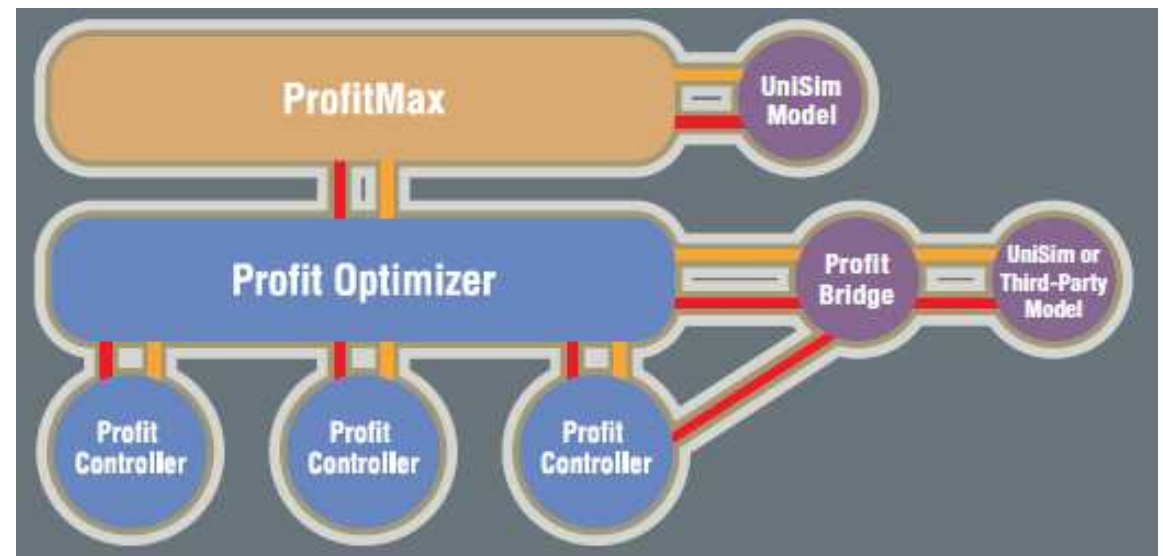 ProfitMax
UniSim
Model
Profit Optimizer
Profit
Bridge
UniSim or
Third-Party
Model
Profit
Controller
Profit
Controller
Profit
Controller